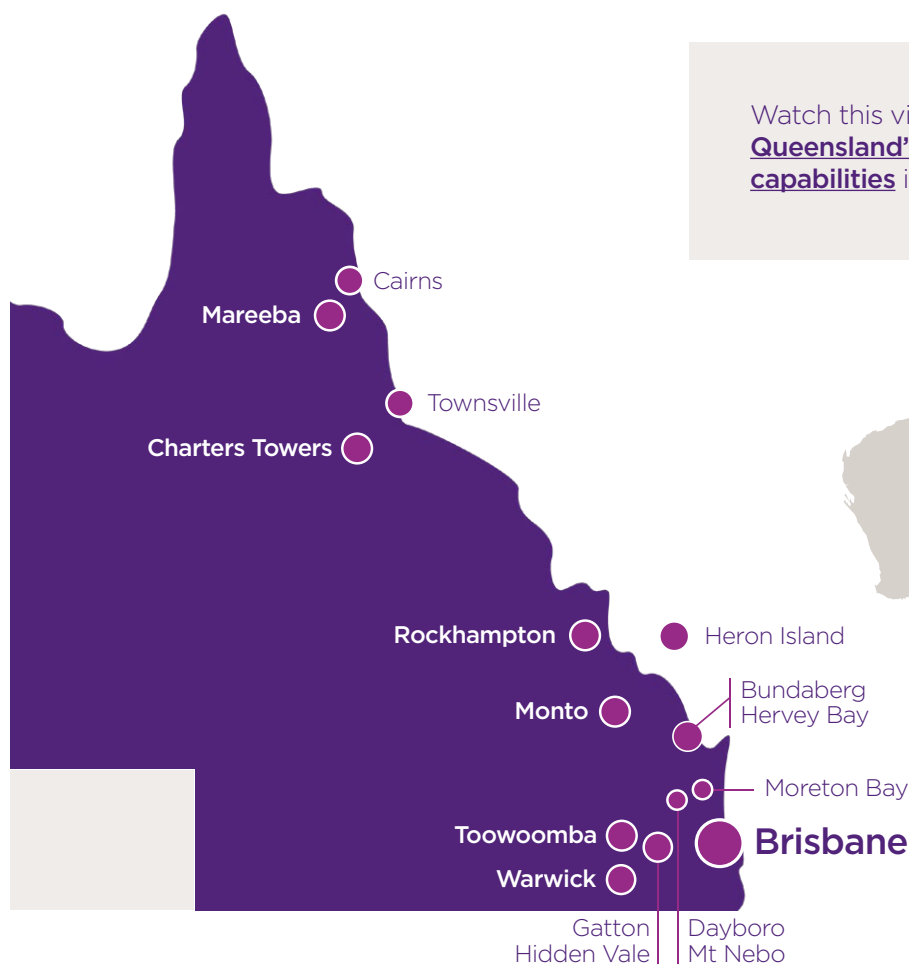 Watch this vi
Queensland'
capabilities i
Cairns
Mareeba
Townsville
Charters Towers
Rockhampton
Heron Island
Bundaberg
Hervey Bay
Monto
Moreton Bay
Toowoomba
Brisbane
Warwick
Gatton
Hidden Vale
Dayboro
Mt Nebo